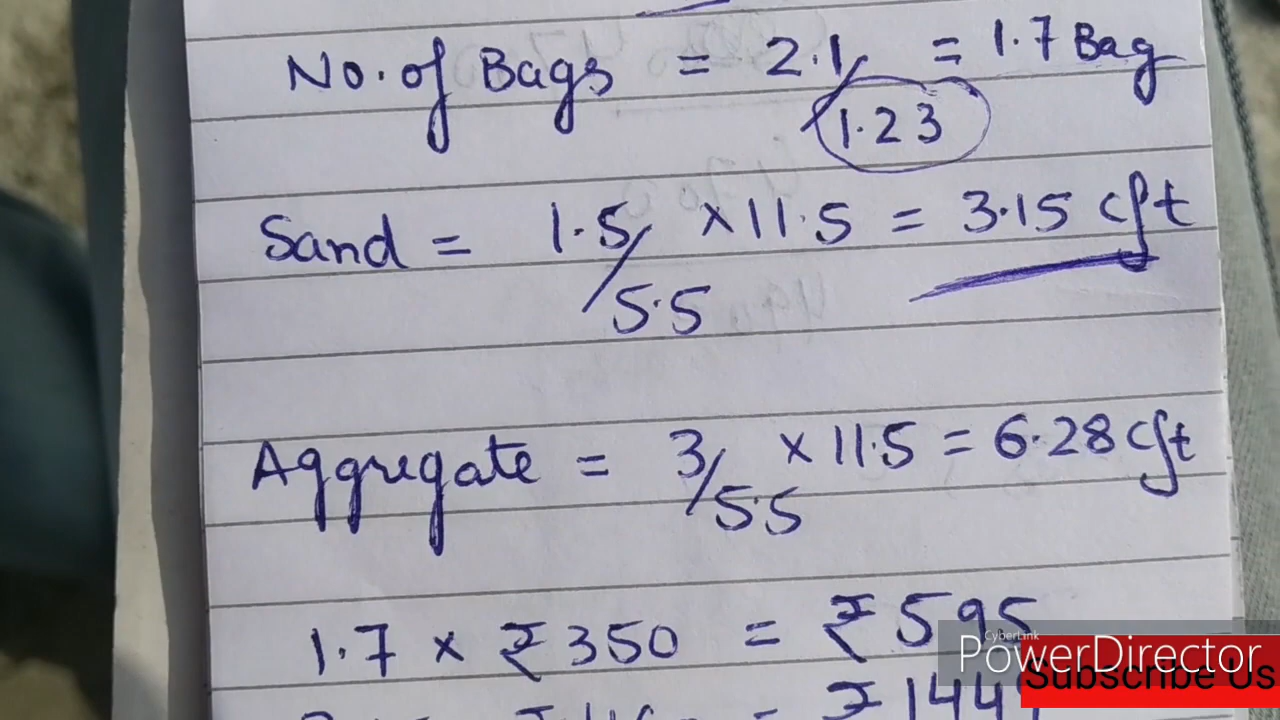 No. of Bags = 2.1/1.23 = 1.7 Bag
Sand = 1.5/5.5 x 11.5 = 3.15 cft
Aggregate = 3/5.5 x 11.5 = 6.28 cft
1.7 x ₹350 = ₹595
CyberLink
PowerDirector
Subscribe Us